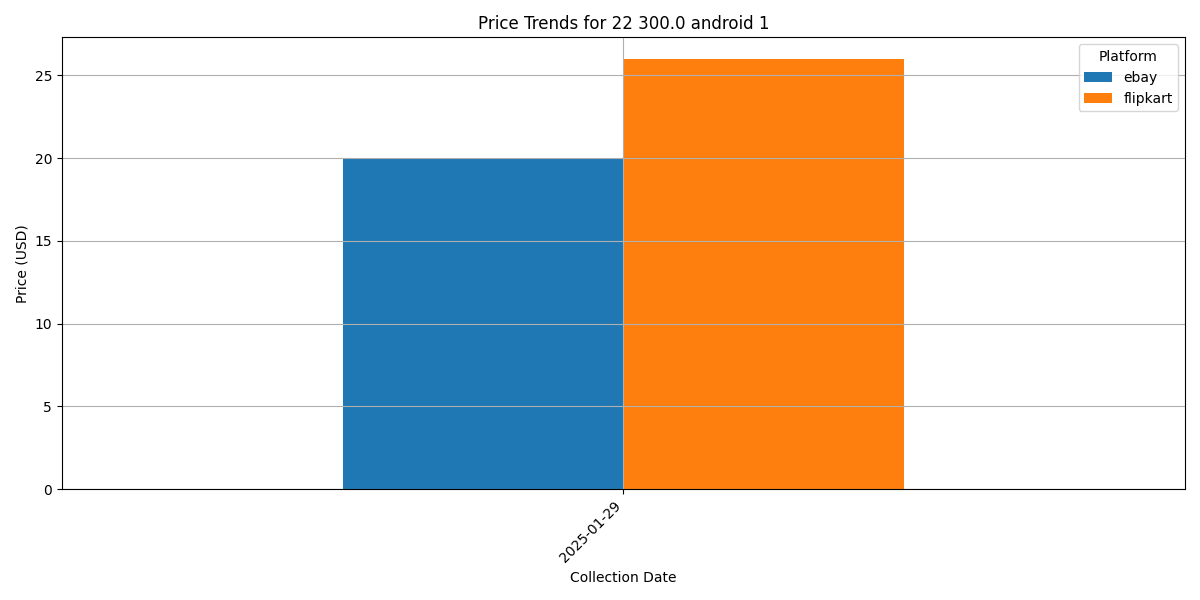 Price Trends for 22 300.0 android 1
Platform
ebay
flipkart
Price (USD)
25
20
15
10
5
0
2025-01-29
Collection Date